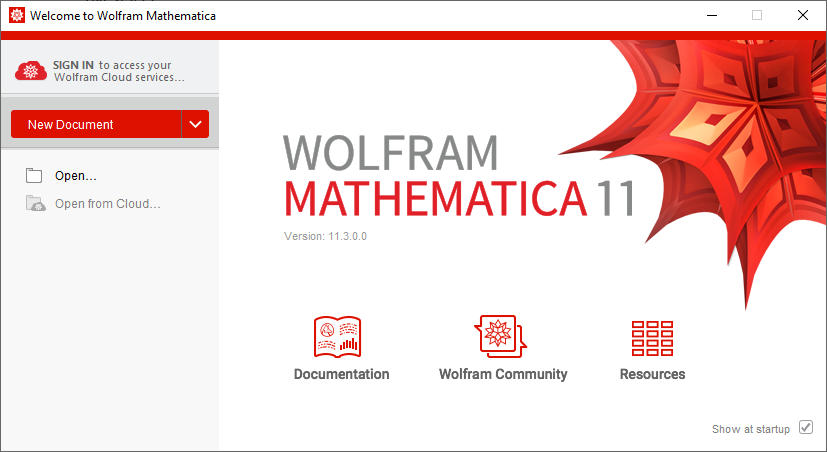 Welcome to Wolfram Mathematica
SIGN IN to access your
Wolfram Cloud services...
New Document
Open...
Open from Cloud...
WOLFRAM
MATHEMATICA 11
Version: 11.3.0.0
Documentation
Wolfram Community
Resources
Show at startup